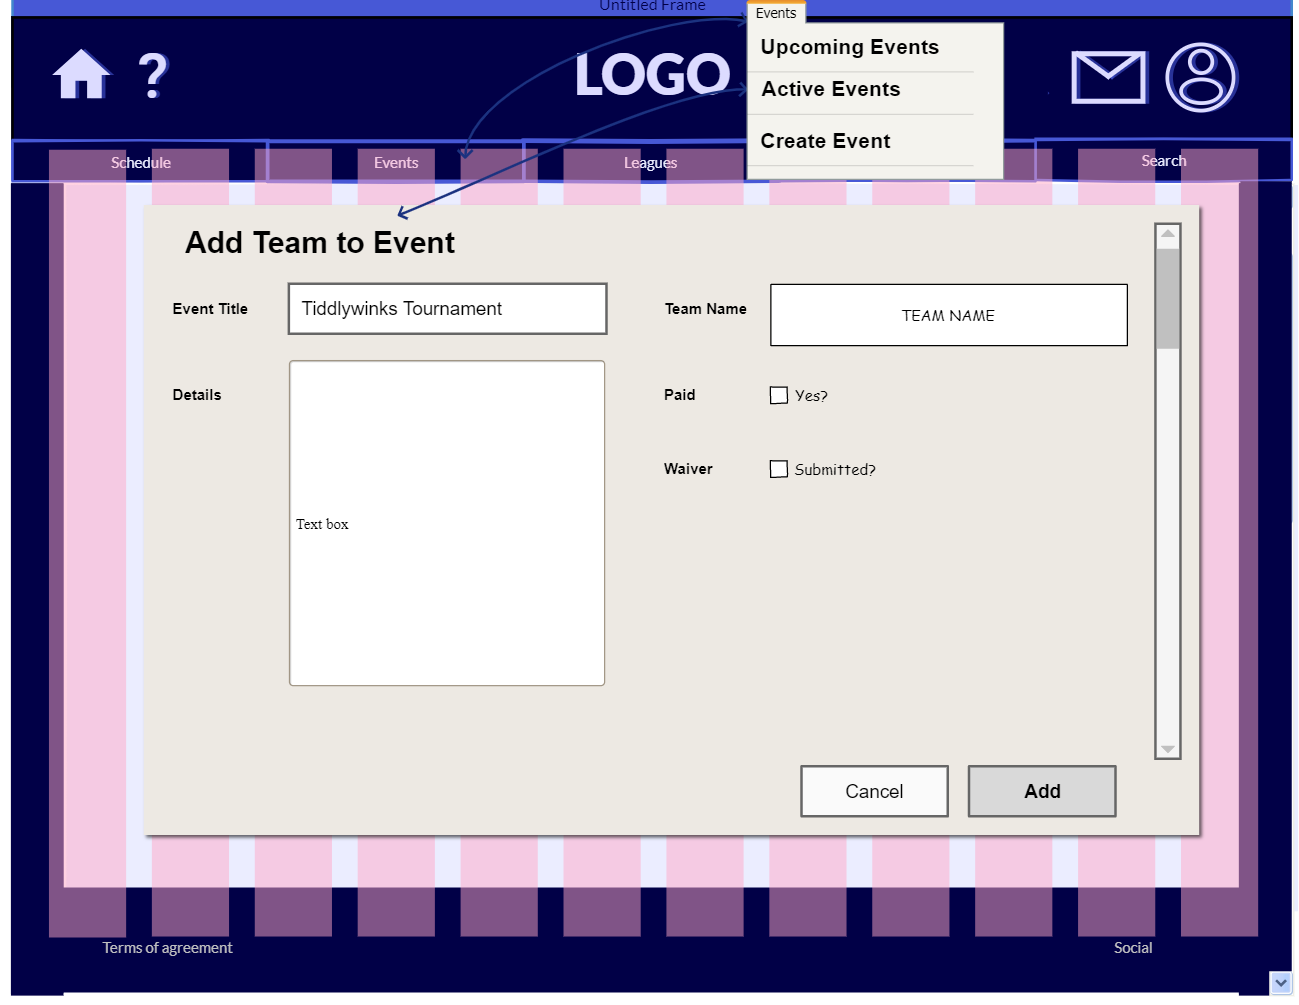 Untitled Frame
Events
Upcoming Events
Active Events
Create Event
?
LOGO
Schedule
Events
Leagues
Search
Add Team to Event
Event Title
Tiddlywinks Tournament
Team Name
TEAM NAME
Details
Text box
Paid
Yes?
Waiver
Submitted?
Cancel
Add
Terms of agreement
Social